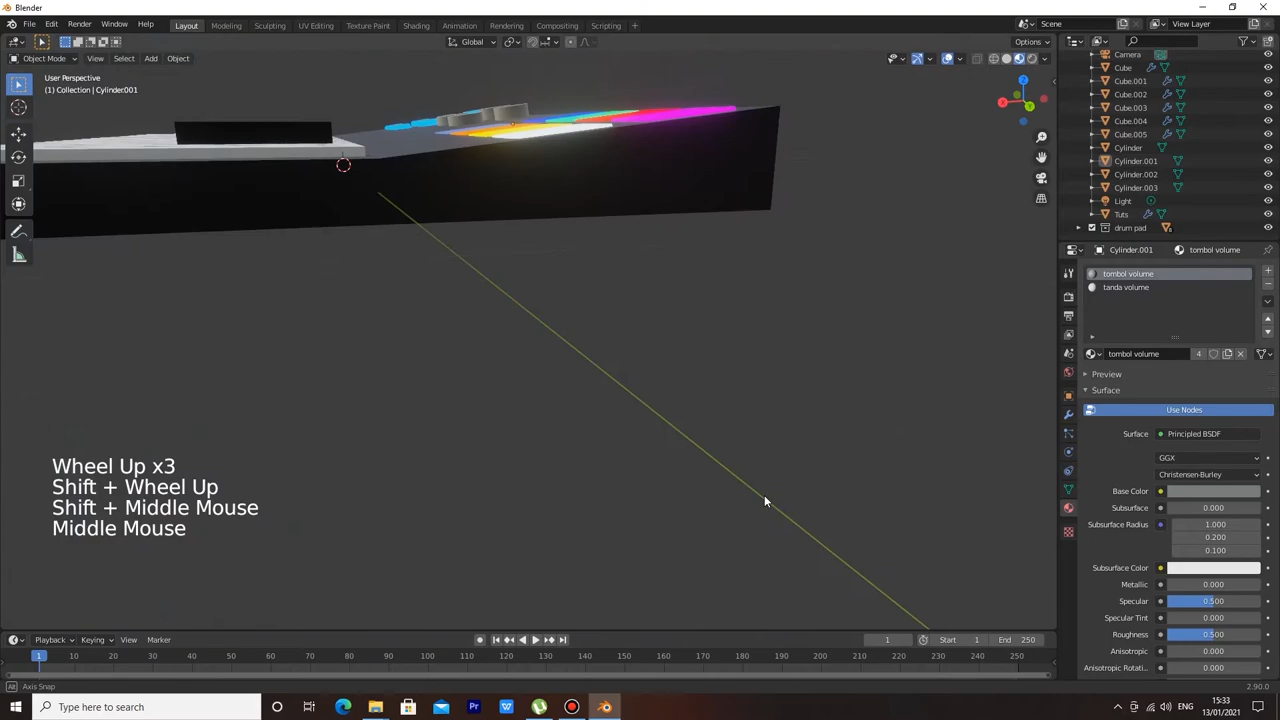 Blender
File Edit Render Window Help Layout Modeling Sculpting UV Editing Texture Paint Shading Animation Rendering Compositing Scripting Scene View Layer
Global Options
Object Mode View Select Add Object
User Perspective
(1) Collection | Cylinder.001
Camera
Cube
Cube.001
Cube.002
Cube.003
Cube.004
Cube.005
Cylinder
Cylinder.001
Cylinder.002
Cylinder.003
Light
Tuts
drum pad
Cylinder.001 tombol volume
tombol volume
tanda volume
tombol volume 4
Preview
Surface
Use Nodes
Surface Principled BSDF
GGX
Christensen-Burley
Base Color
Subsurface 0.000
Subsurface Radius 1.000
0.200
0.100
Subsurface Color
Metallic 0.000
Specular 0.500
Specular Tint 0.000
Roughness 0.500
Anisotropic 0.000
Anisotropic Rotati... 0.000
Wheel Up x3
Shift + Wheel Up
Shift + Middle Mouse
Middle Mouse
Playback Keying View Marker 1 Start 1 End 250
1 10 20 30 40 50 60 70 80 90 100 110 120 130 140 150 160 170 180 190 200 210 220 230 240 250
Alt Axis Snap 2.90.0
Type here to search ENG 15:33
13/01/2021